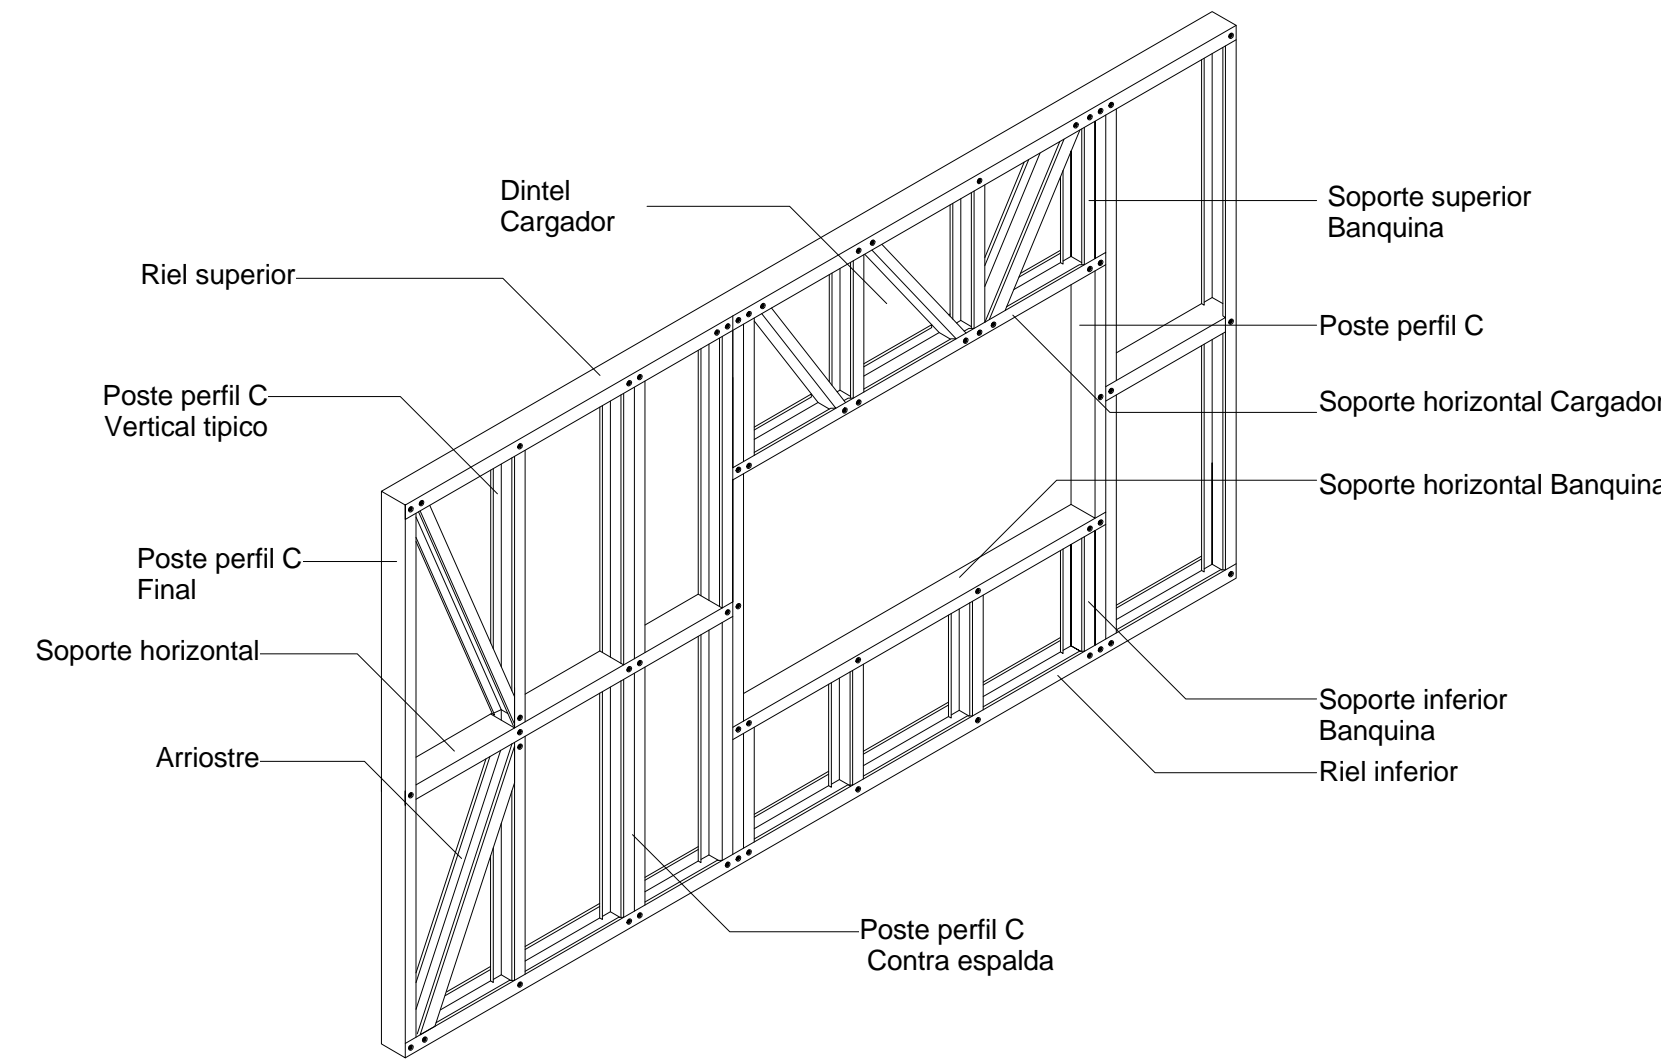 Dintel
Cargador
Riel superior
Poste perfil C
Vertical tipico
Poste perfil C
Final
Soporte horizontal
Arriostre
Soporte superior
Banquina
Poste perfil C
Soporte horizontal Cargador
Soporte horizontal Banquina
Soporte inferior
Banquina
Riel inferior
Poste perfil C
Contra espalda